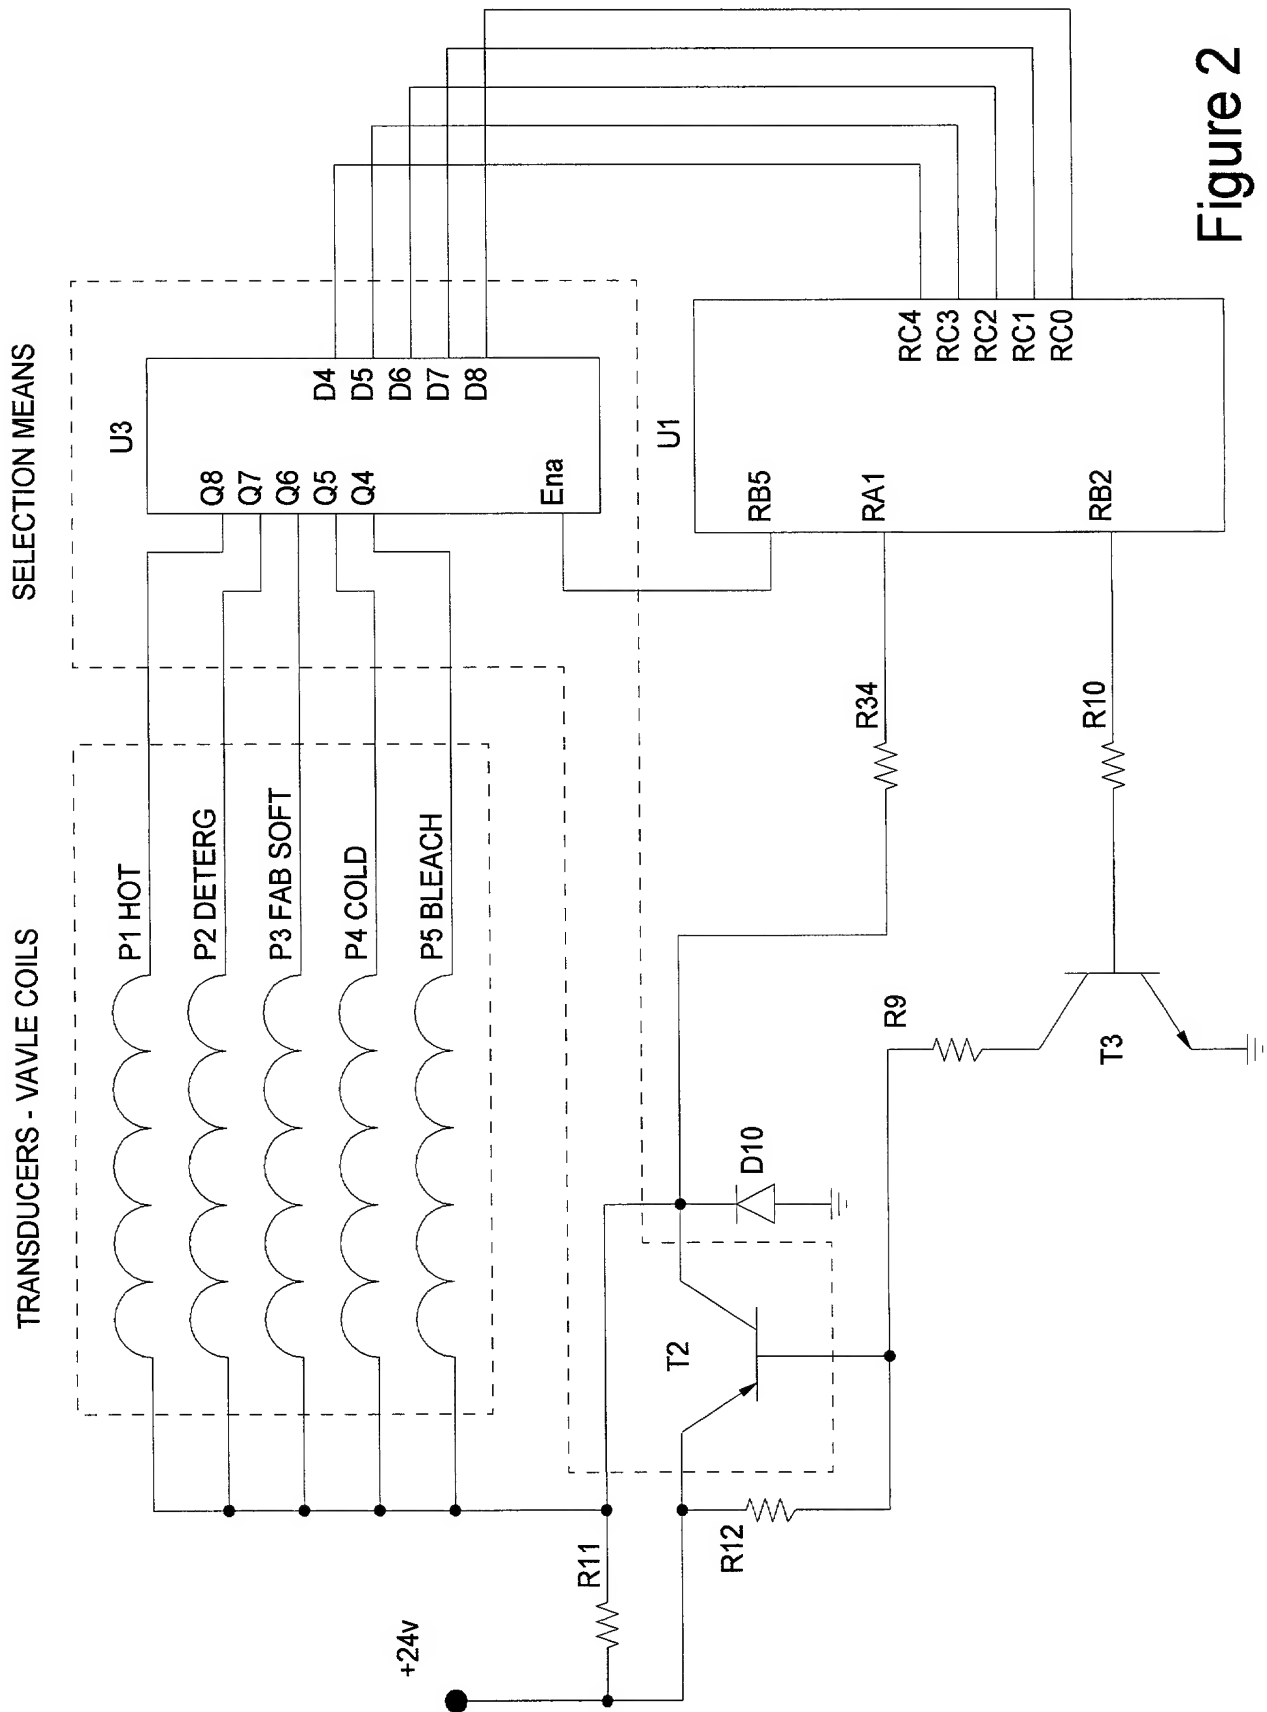 TRANSDUCERS - VAVLE COILS
SELECTION MEANS
P1 HOT
P2 DETERG
P3 FAB SOFT
P4 COLD
P5 BLEACH
U3
Q8
Q7
Q6
Q5
Q4
Ena
D4
D5
D6
D7
D8
+24v
R11
R12
T2
D10
R9
T3
R34
R10
U1
RB5
RA1
RB2
RC4
RC3
RC2
RC1
RC0
Figure 2